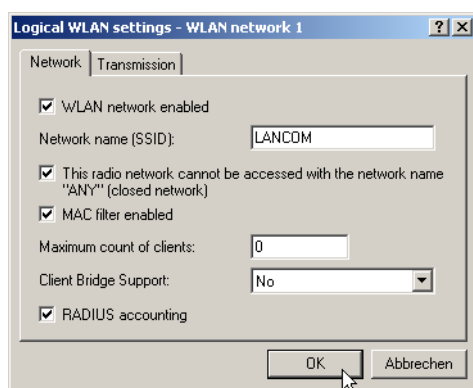 Logical WLAN settings - WLAN network 1
Network
Transmission
WLAN network enabled
Network name (SSID):
LANCOM
This radio network cannot be accessed with the network name
"ANY" (closed network)
MAC filter enabled
Maximum count of clients:
0
Client Bridge Support:
No
RADIUS accounting
OK
Abbrechen